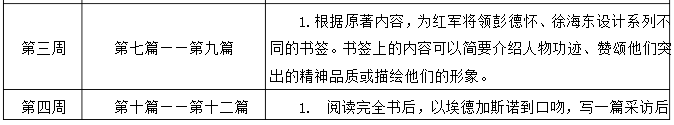 1.根据原著内容，为红军将领彭德怀、徐海东设计系列不
第三周 第七篇——第九篇 同的书签。书签上的内容可以简要介绍人物功迹、赞颂他们突
出的精神品质或描绘他们的形象。
第四周 第十篇——第十二篇 1. 阅读完全书后，以埃德加斯诺到口吻，写一篇采访后